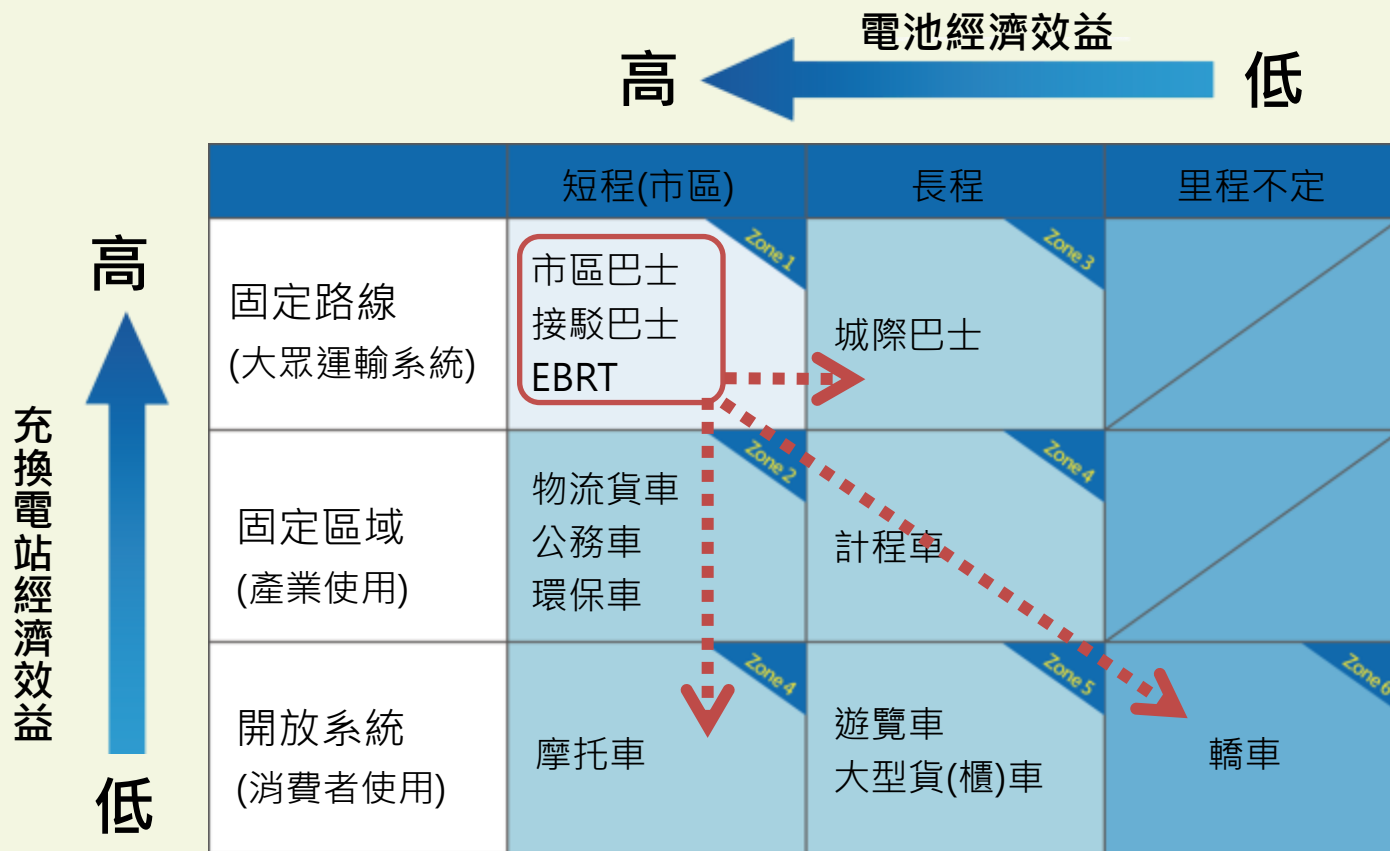 電池經濟效益
高
低
短程(市區)
長程
里程不定
高
充換電站經濟效益
低
固定路線
(大眾運輸系統)
Zone 1
市區巴士
接駁巴士
EBRT
Zone 3
城際巴士
固定區域
(產業使用)
Zone 2
物流貨車
公務車
環保車
Zone 4
計程車
開放系統
(消費者使用)
Zone 4
摩托車
Zone 5
遊覽車
大型貨(櫃)車
Zone 6
轎車